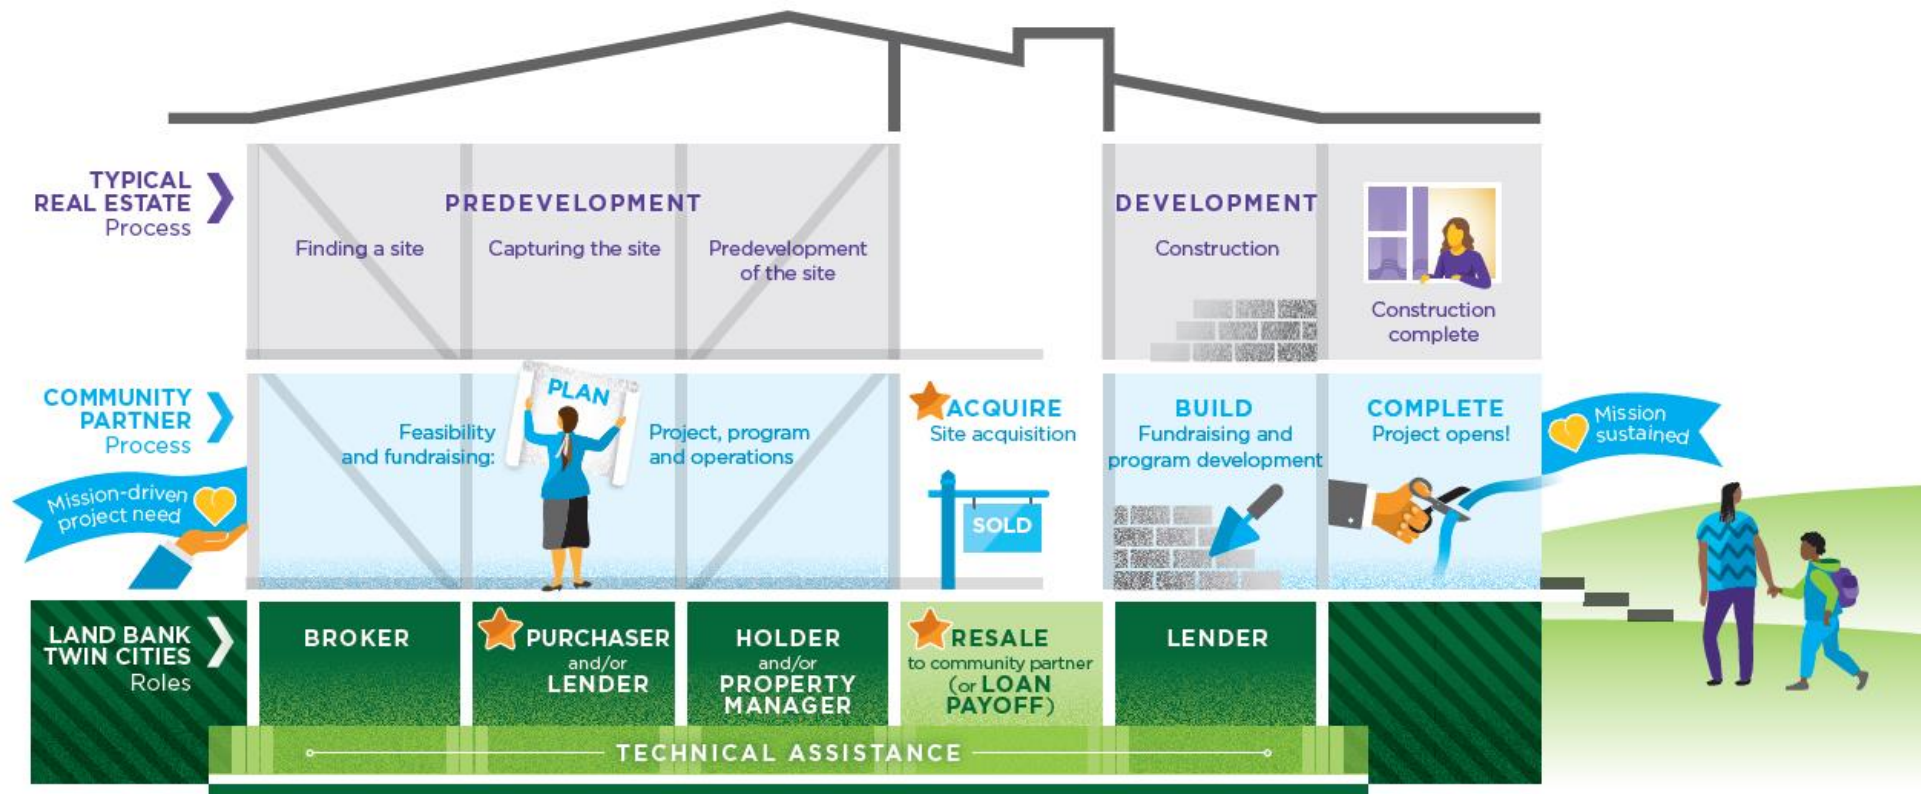 TYPICAL
REAL ESTATE
Process
PREDEVELOPMENT
Finding a site
Capturing the site
Predevelopment
of the site
DEVELOPMENT
Construction
Construction
complete
COMMUNITY
PARTNER
Process
Mission-driven
project need
Feasibility
and fundraising:
PLAN
Project, program
and operations
ACQUIRE
Site acquisition
SOLD
BUILD
Fundraising and
program development
COMPLETE
Project opens!
Mission
sustained
LAND BANK
TWIN CITIES
Roles
BROKER
PURCHASER
and/or
LENDER
HOLDER
and/or
PROPERTY
MANAGER
RESALE
to community partner
(or LOAN
PAYOFF)
LENDER
TECHNICAL ASSISTANCE